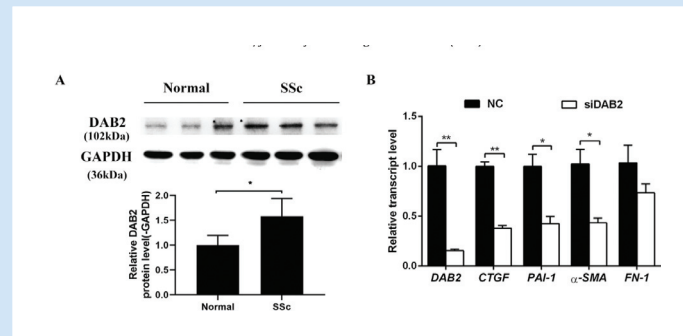 A
Normal
SSc
DAB2
(102kDa)
GAPDH
(36kDa)
*
Relative DAB2
protein level(-GAPDH)
2.0
1.5
1.0
0.5
0.0
Normal
SSc
B
NC
siDAB2
Relative transcript level
1.5
1.0
0.5
0.0
**
**
*
*
DAB2
CTGF
PAI-1
α-SMA
FN-1